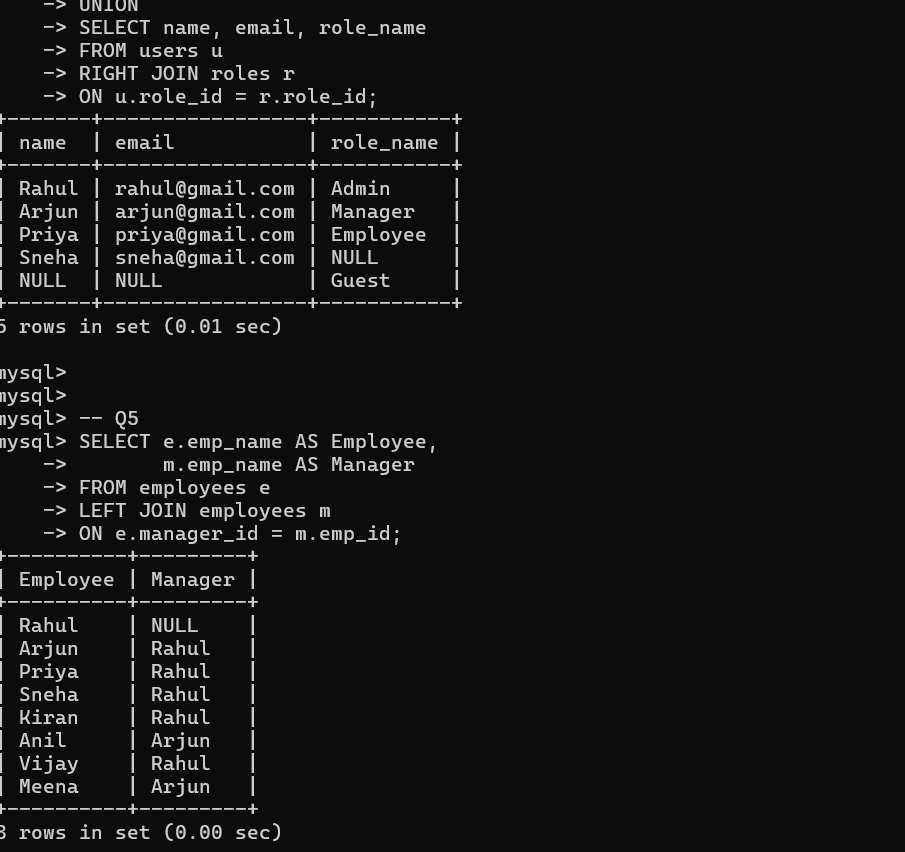 -> UNION
    -> SELECT name, email, role_name
    -> FROM users u
    -> RIGHT JOIN roles r
    -> ON u.role_id = r.role_id;
+-------+-----------------+-----------+
| name  | email           | role_name |
+-------+-----------------+-----------+
| Rahul | rahul@gmail.com | Admin     |
| Arjun | arjun@gmail.com | Manager   |
| Priya | priya@gmail.com | Employee  |
| Sneha | sneha@gmail.com | NULL      |
| NULL  | NULL            | Guest     |
+-------+-----------------+-----------+
5 rows in set (0.01 sec)

mysql>
mysql>
mysql> -- Q5
mysql> SELECT e.emp_name AS Employee,
    ->        m.emp_name AS Manager
    -> FROM employees e
    -> LEFT JOIN employees m
    -> ON e.manager_id = m.emp_id;
+----------+---------+
| Employee | Manager |
+----------+---------+
| Rahul    | NULL    |
| Arjun    | Rahul   |
| Priya    | Rahul   |
| Sneha    | Rahul   |
| Kiran    | Rahul   |
| Anil     | Arjun   |
| Vijay    | Rahul   |
| Meena    | Arjun   |
+----------+---------+
8 rows in set (0.00 sec)